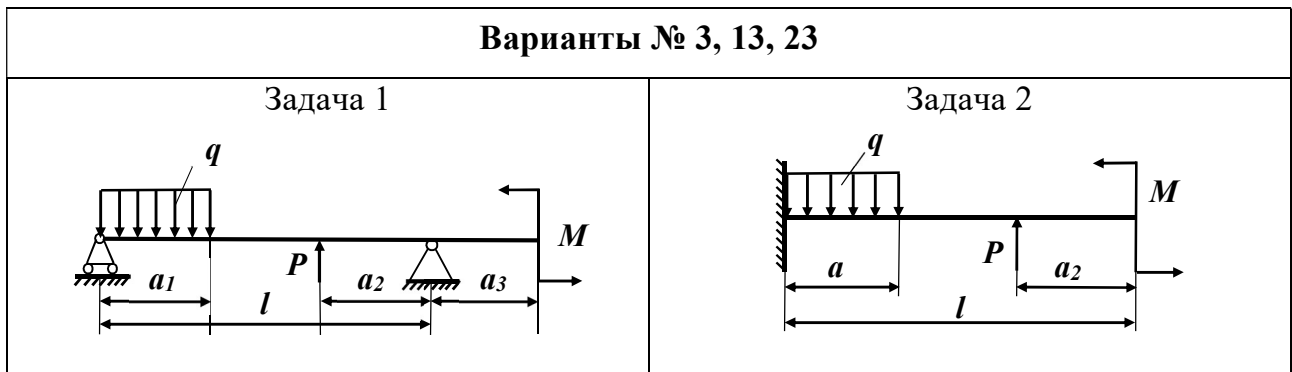 Варианты № 3, 13, 23
Задача 1
q
M
P
a1
a2
a3
l
Задача 2
q
M
P
a
a2
l